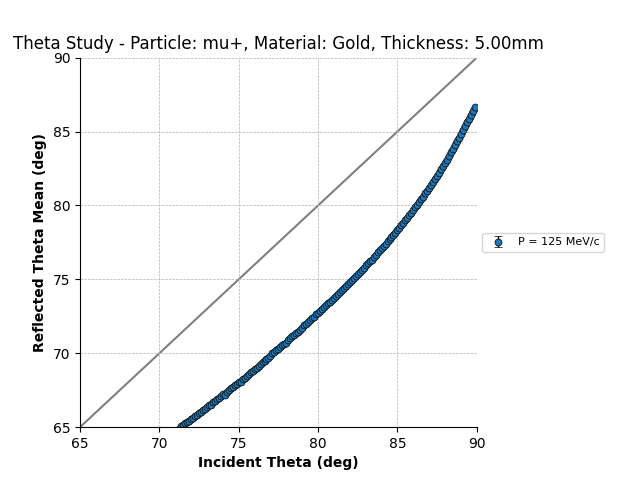 Theta Study - Particle: mu+, Material: Gold, Thickness: 5.00mm
90
85
80
75
70
65
Reflected Theta Mean (deg)
65 70 75 80 85 90
Incident Theta (deg)
P = 125 MeV/c